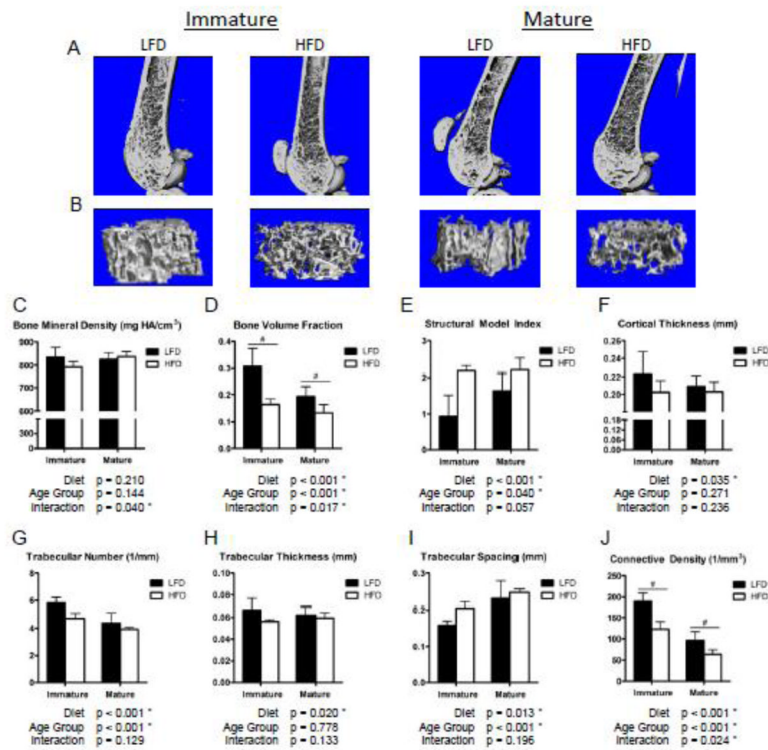 Immature Mature
A LFD HFD LFD HFD
B
C D E F
Bone Mineral Density (mg HA/cm³) Bone Volume Fraction Structural Model Index Cortical Thickness (mm)
900
800
700
600
300
0
LFD
HFD
Immature Mature
0.4
0.3
0.2
0.1
0.0
#
#
LFD
HFD
Immature Mature
3
2
1
0
LFD
HFD
Immature Mature
0.26
0.24
0.22
0.20
0.18
0.16
0.00
LFD
HFD
Immature Mature
Diet p = 0.210
Age Group p = 0.144
Interaction p = 0.040 *
Diet p < 0.001 *
Age Group p < 0.001 *
Interaction p = 0.017 *
Diet p < 0.001 *
Age Group p = 0.040 *
Interaction p = 0.057
Diet p = 0.035 *
Age Group p = 0.271
Interaction p = 0.236
G H I J
Trabecular Number (1/mm) Trabecular Thickness (mm) Trabecular Spacing (mm) Connective Density (1/mm³)
8
6
4
2
0
LFD
HFD
Immature Mature
0.10
0.08
0.06
0.04
0.02
0.00
LFD
HFD
Immature Mature
0.3
0.2
0.1
0.0
LFD
HFD
Immature Mature
250
200
150
100
50
0
#
#
LFD
HFD
Immature Mature
Diet p < 0.001 *
Age Group p < 0.001 *
Interaction p = 0.129
Diet p = 0.020 *
Age Group p = 0.778
Interaction p = 0.133
Diet p = 0.013 *
Age Group p < 0.001 *
Interaction p = 0.196
Diet p < 0.001 *
Age Group p < 0.001 *
Interaction p = 0.024 *